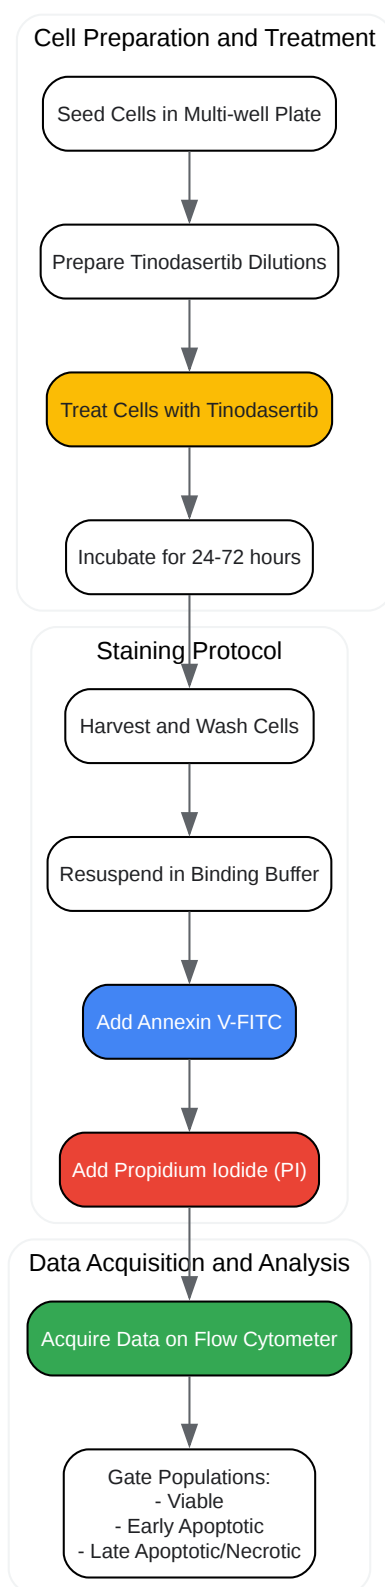 Cell Preparation and Treatment
Seed Cells in Multi-well Plate
Prepare Tinodasertib Dilutions
Treat Cells with Tinodasertib
Incubate for 24-72 hours
Staining Protocol
Harvest and Wash Cells
Resuspend in Binding Buffer
Add Annexin V-FITC
Add Propidium Iodide (PI)
Data Acquisition and Analysis
Acquire Data on Flow Cytometer
Gate Populations:
- Viable
- Early Apoptotic
- Late Apoptotic/Necrotic